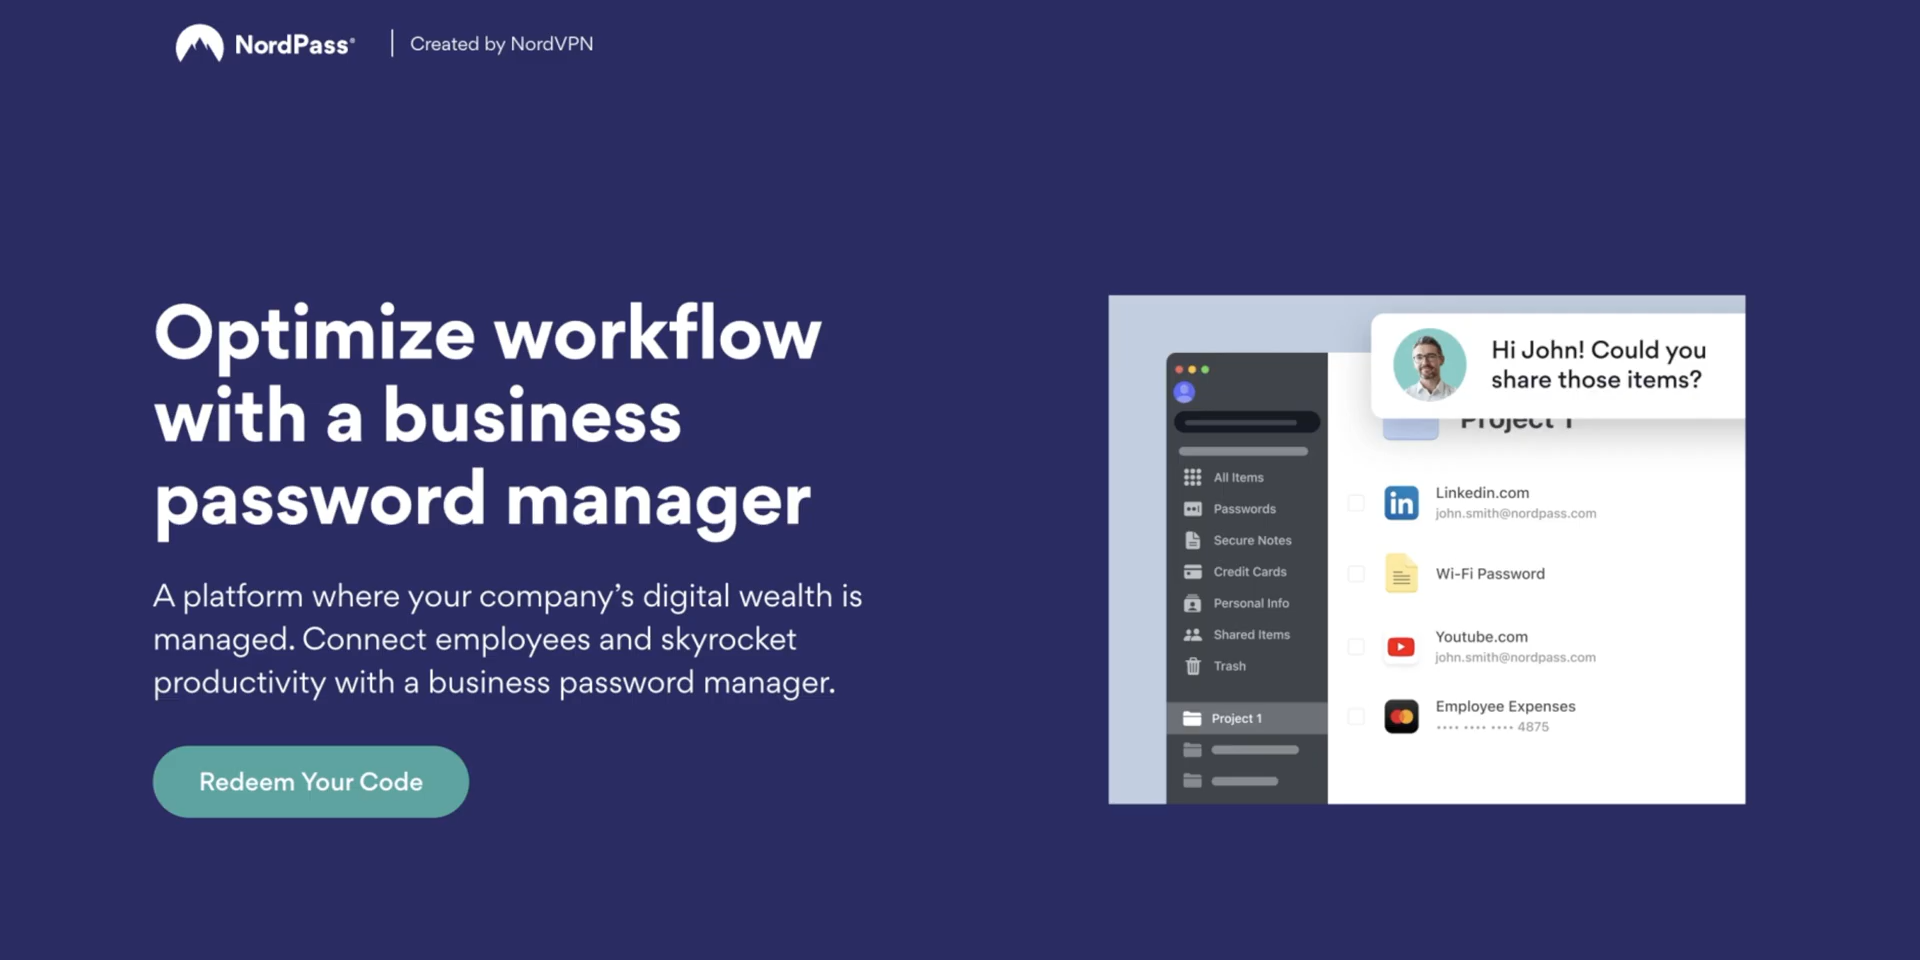 NordPass®
Created by NordVPN
Optimize workflow
with a business
password manager
A platform where your company’s digital wealth is
managed. Connect employees and skyrocket
productivity with a business password manager.
Redeem Your Code
Hi John! Could you
share those items?
Project 1
All Items
Passwords
Secure Notes
Credit Cards
Personal Info
Shared Items
Trash
Project 1
Linkedin.com
john.smith@nordpass.com
Wi-Fi Password
Youtube.com
john.smith@nordpass.com
Employee Expenses
•••• •••• •••• 4875
in